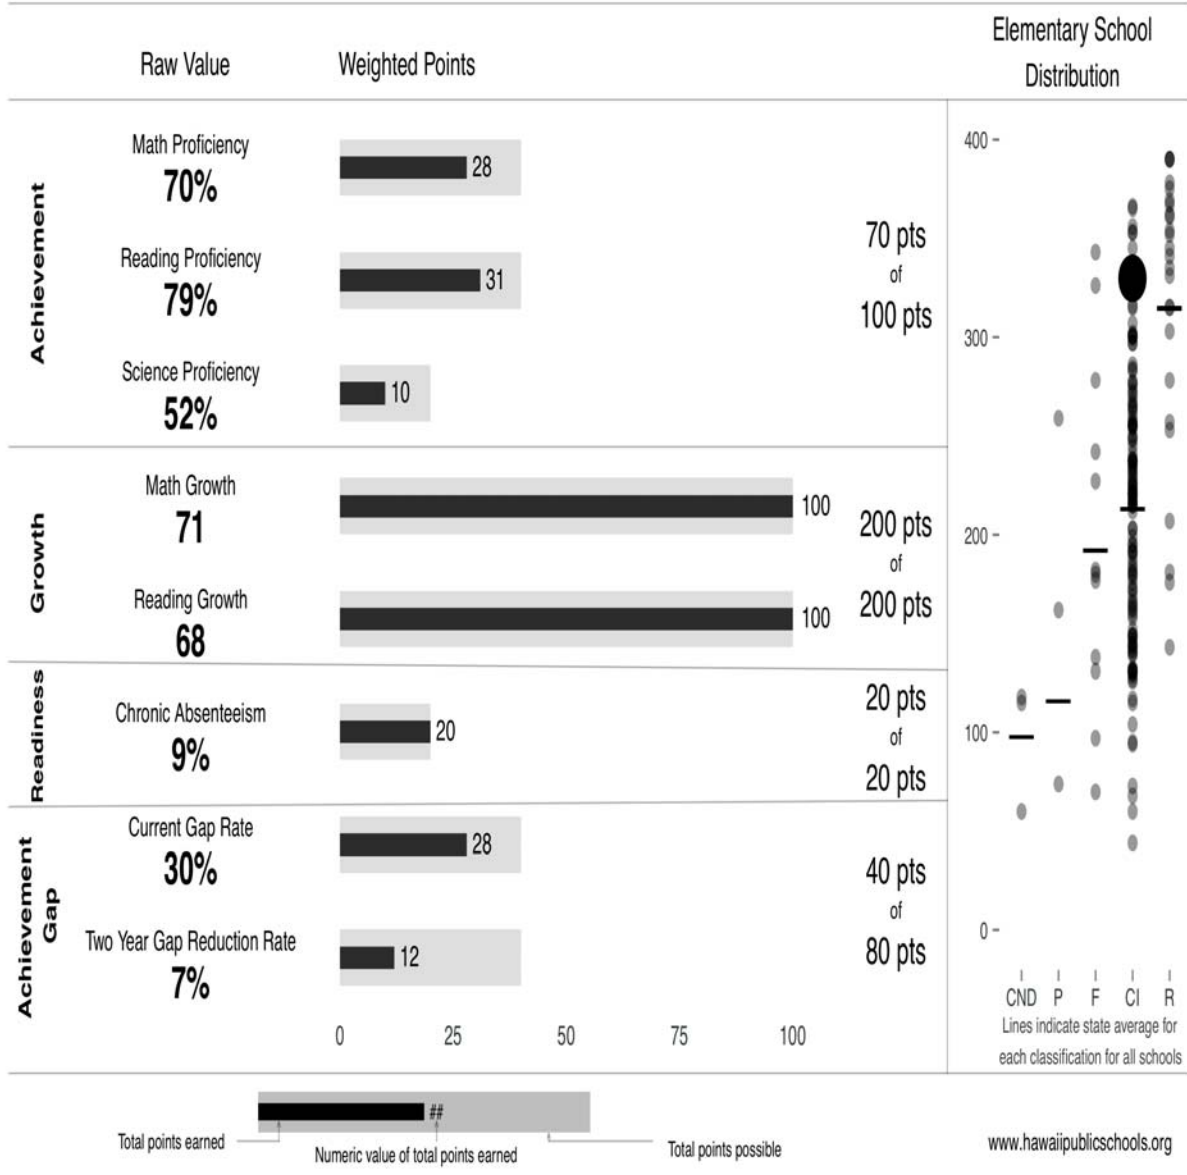 Raw Value
Weighted Points
Elementary School
Distribution
Achievement
Math Proficiency
70%
28
Reading Proficiency
79%
31
Science Proficiency
52%
10
70 pts
of
100 pts
Growth
Math Growth
71
100
Reading Growth
68
100
200 pts
of
200 pts
Readiness
Chronic Absenteeism
9%
20
20 pts
of
20 pts
Achievement
Gap
Current Gap Rate
30%
28
Two Year Gap Reduction Rate
7%
12
40 pts
of
80 pts
0 25 50 75 100
400
300
200
100
0
CND P F CI R
Lines indicate state average for
each classification for all schools
##
Total points earned
Numeric value of total points earned
Total points possible
www.hawaiipublicschools.org